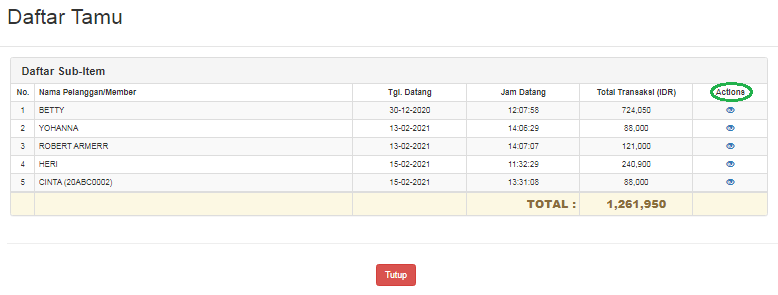 Daftar Tamu
Daftar Sub-Item
No. Nama Pelanggan/Member Tgl. Datang Jam Datang Total Transaksi (IDR) Actions
1 BETTY 30-12-2020 12:07:58 724,050
2 YOHANNA 13-02-2021 14:06:29 88,000
3 ROBERT ARMERR 13-02-2021 14:07:07 121,000
4 HERI 15-02-2021 11:32:29 240,900
5 CINTA (20ABC0002) 15-02-2021 13:31:08 88,000
TOTAL : 1,261,950
Tutup